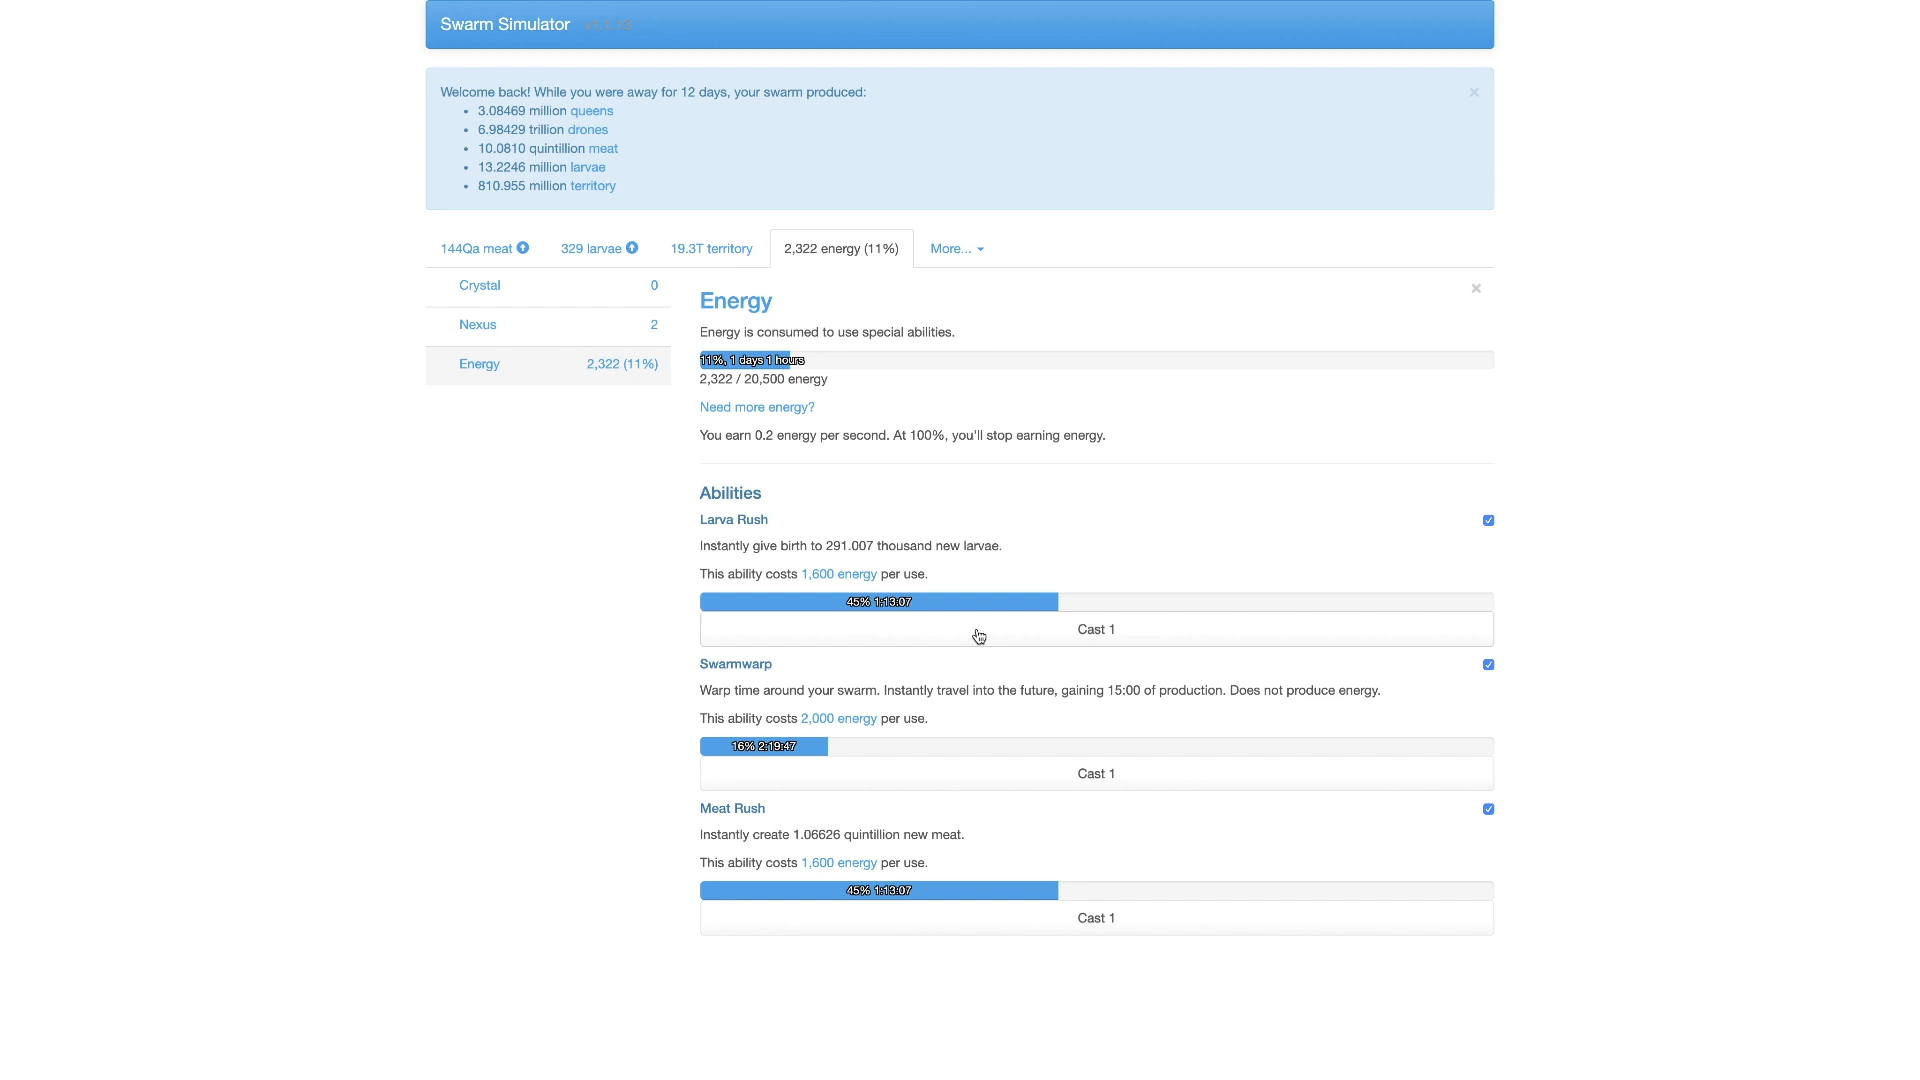 Swarm Simulator
Welcome back! While you were away for 12 days, your swarm produced:
• 3.08469 million queens
• 6.98429 trillion drones
• 10.0810 quintillion meat
• 13.2246 million larvae
• 810.955 million territory
144Qa meat 329 larvae 19.3T territory 2,322 energy (11%) More...
Crystal 0
Nexus 2
Energy 2,322 (11%)
Energy
Energy is consumed to use special abilities.
11%, 1 days 1 hours
2,322 / 20,500 energy
Need more energy?
You earn 0.2 energy per second. At 100%, you'll stop earning energy.
Abilities
Larva Rush
Instantly give birth to 291.007 thousand new larvae.
This ability costs 1,600 energy per use.
45% 1:13:07
Cast 1
Swarmwarp
Warp time around your swarm. Instantly travel into the future, gaining 15:00 of production. Does not produce energy.
This ability costs 2,000 energy per use.
16% 2:19:47
Cast 1
Meat Rush
Instantly create 1.06626 quintillion new meat.
This ability costs 1,600 energy per use.
45% 1:13:07
Cast 1